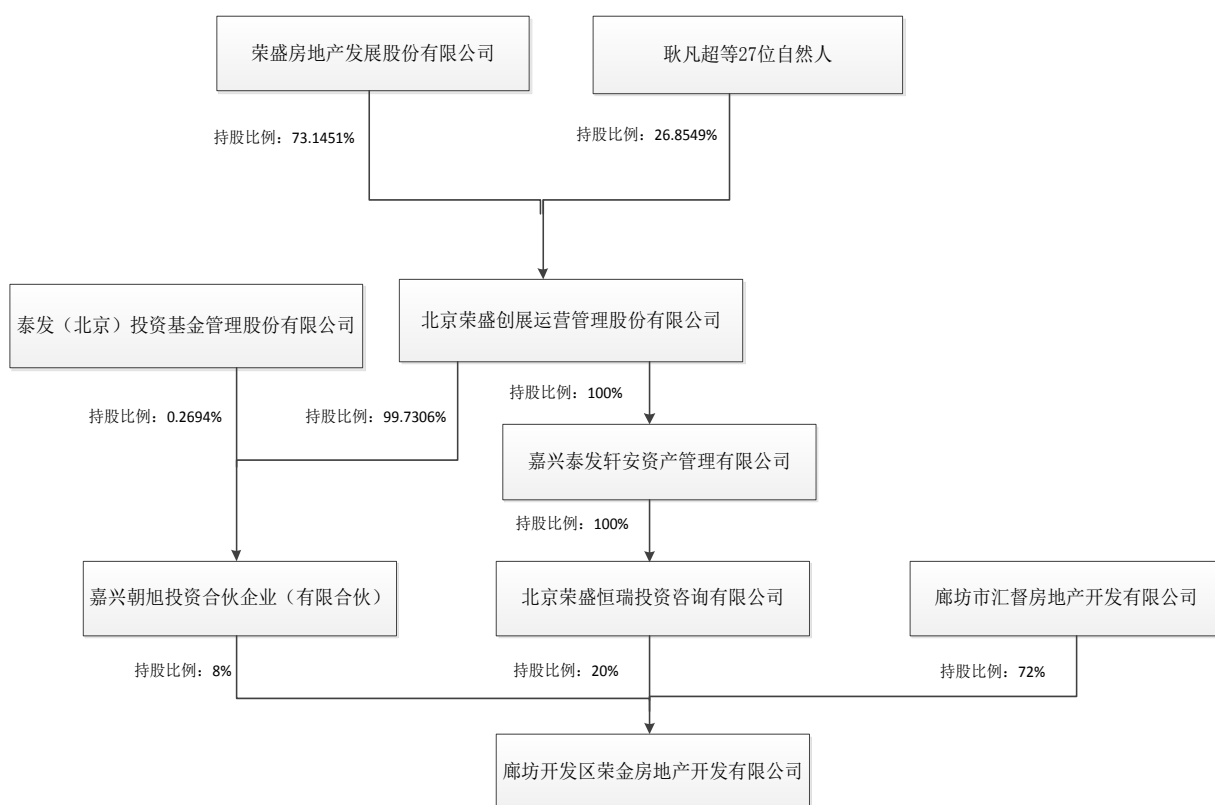 荣盛房地产发展股份有限公司
耿凡超等27位自然人
持股比例：73.1451%
持股比例：26.8549%
泰发（北京）投资基金管理股份有限公司
北京荣盛创展运营管理股份有限公司
持股比例：0.2694%
持股比例：99.7306%
持股比例：100%
嘉兴泰发轩安资产管理有限公司
持股比例：100%
嘉兴朝旭投资合伙企业（有限合伙）
北京荣盛恒瑞投资咨询有限公司
廊坊市汇督房地产开发有限公司
持股比例：8%
持股比例：20%
持股比例：72%
廊坊开发区荣金房地产开发有限公司